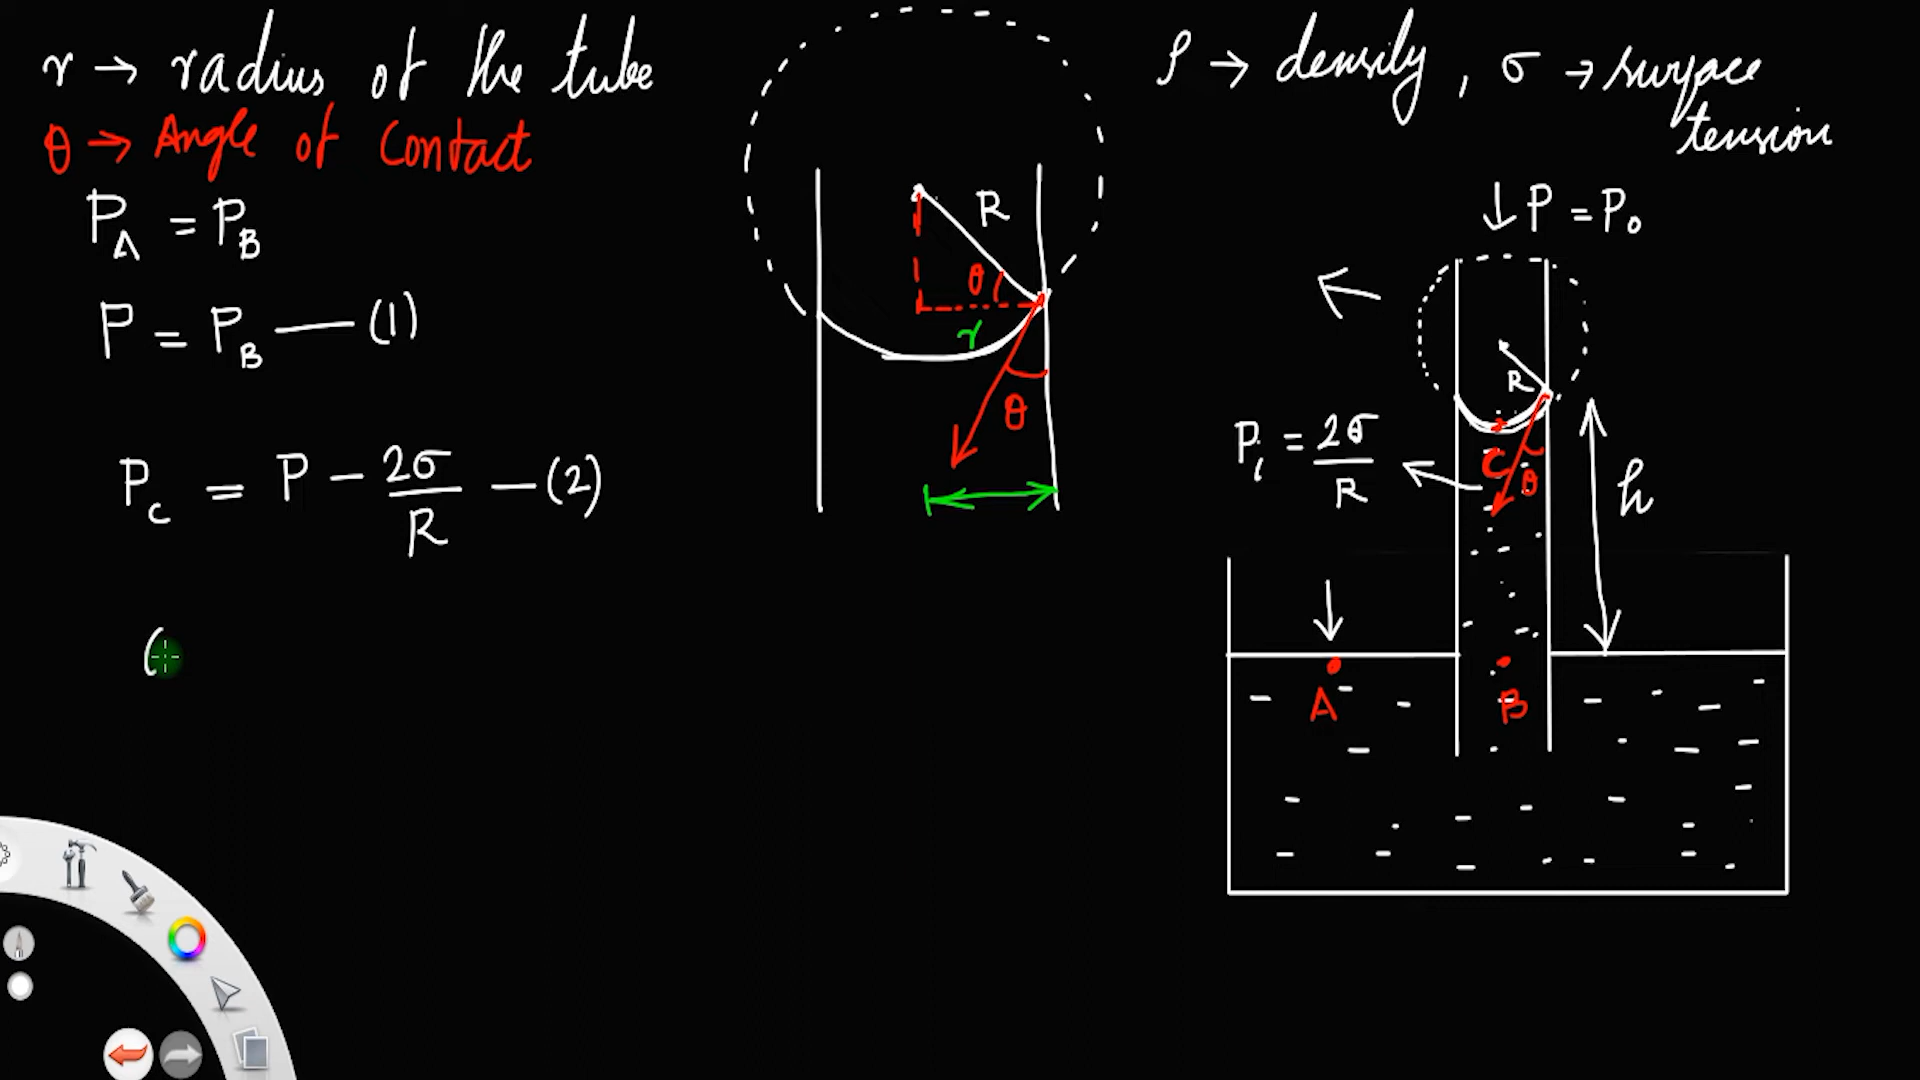 r → radius of the tube
θ → Angle of Contact
P_A = P_B
P = P_B — (1)
P_C = P - 2σ/R - (2)
(
R
θ
r
θ
ρ → density, σ → surface
tension
↓ P = P₀
R
P₁ = 2σ/R
C
θ
h
A
B